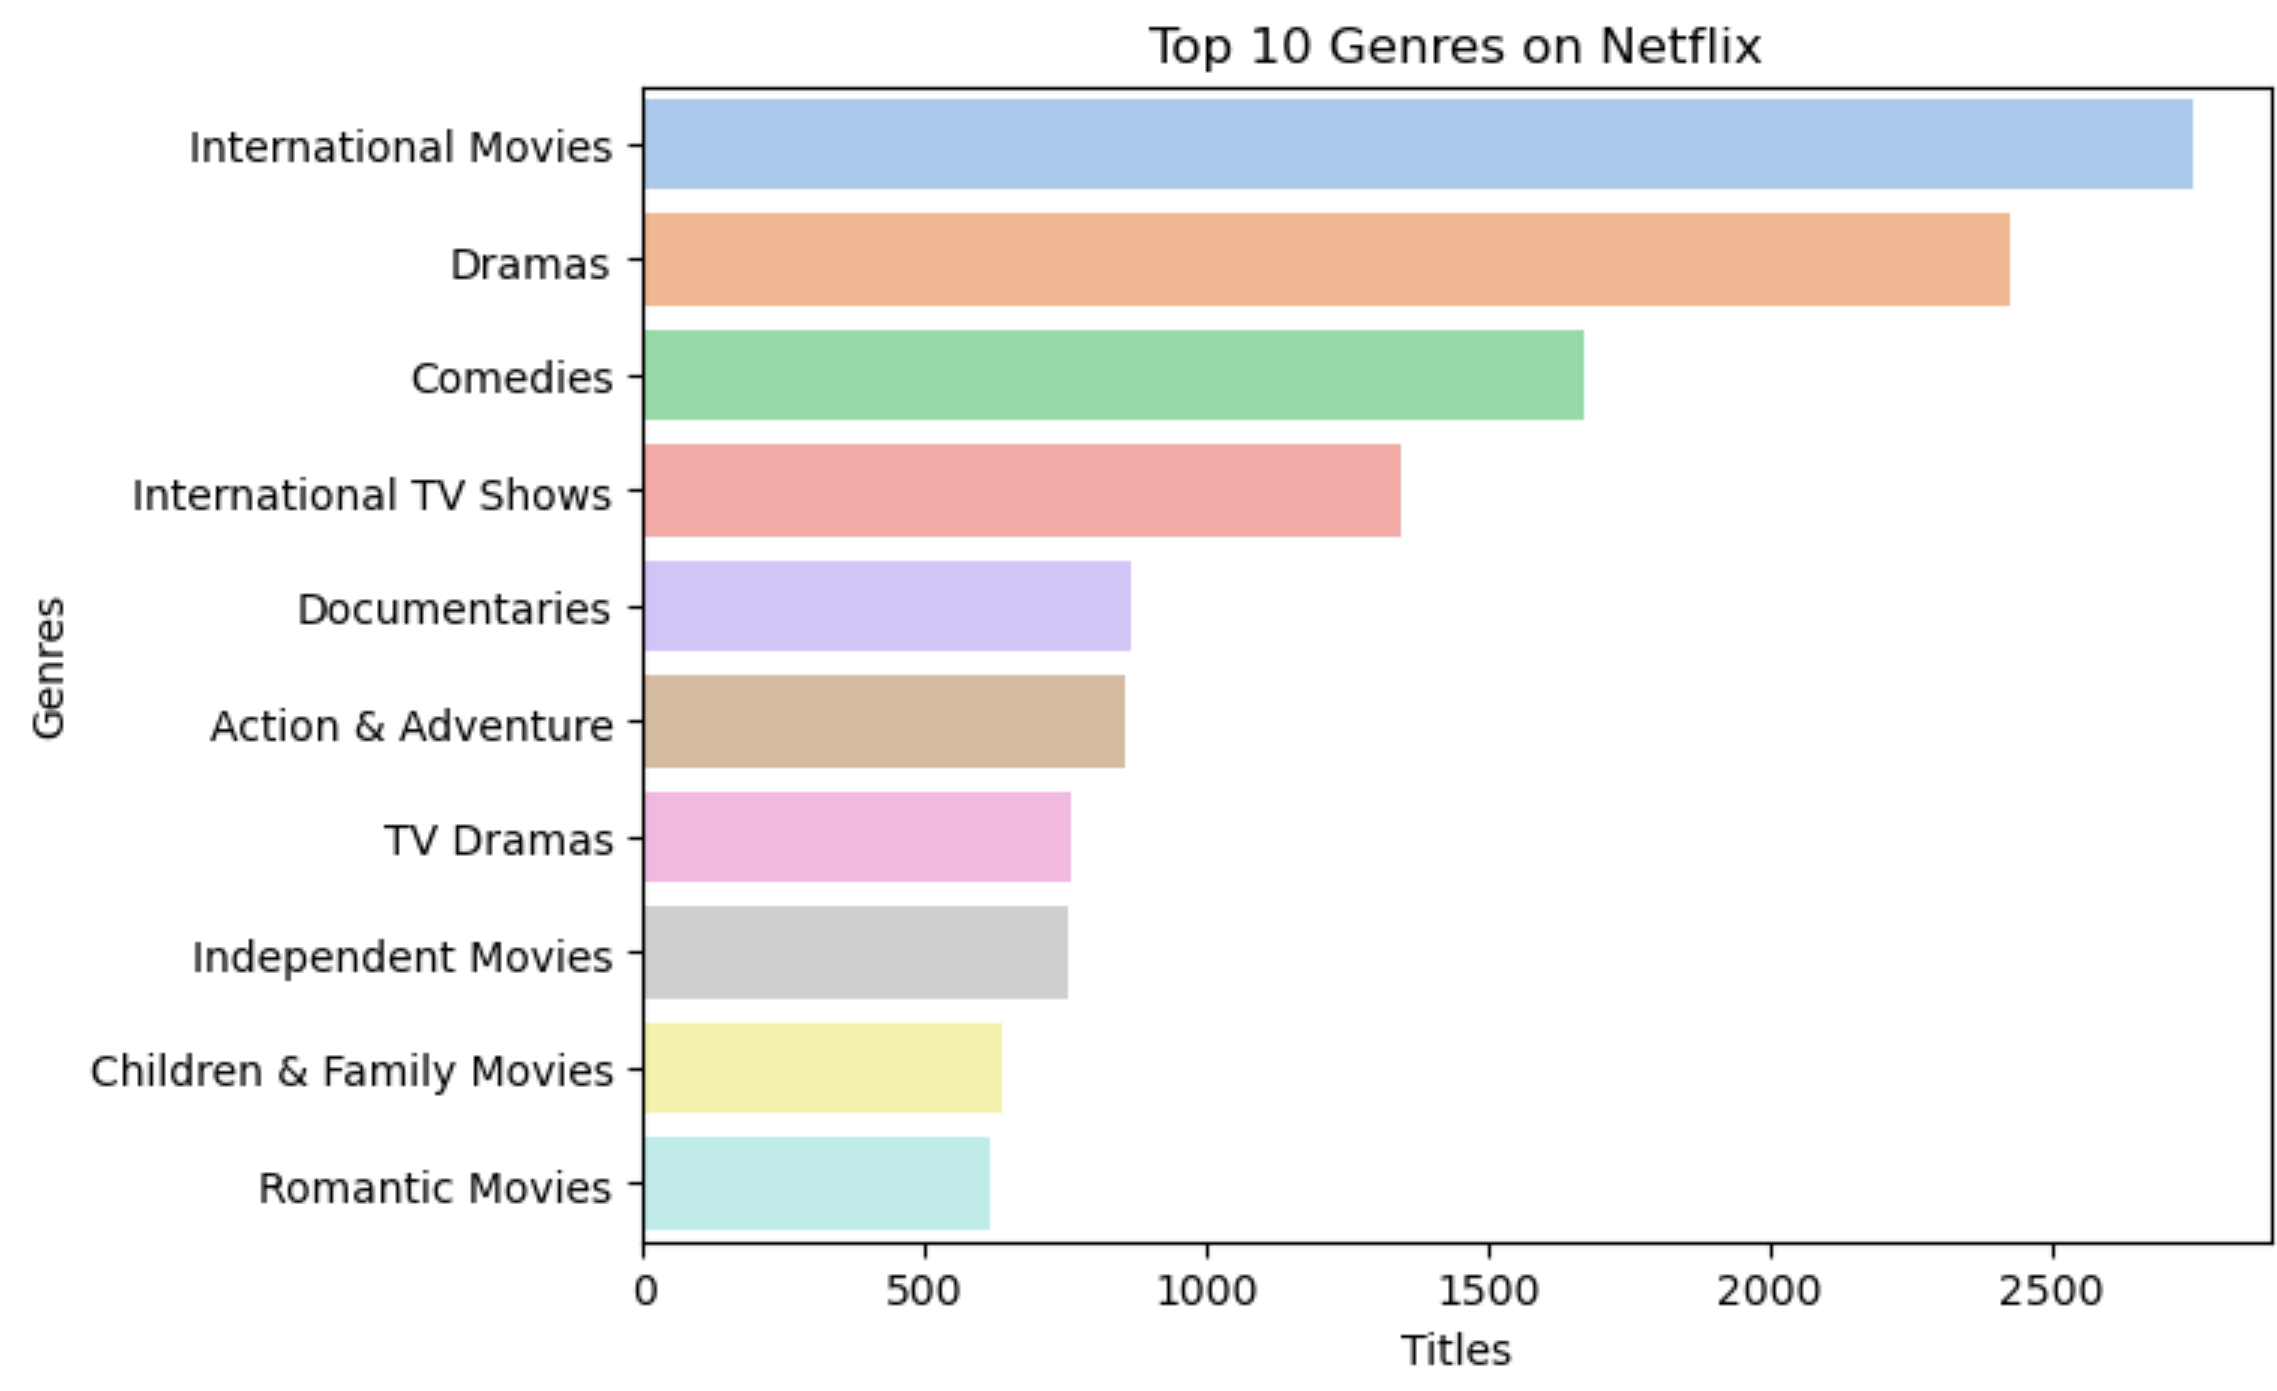 Top 10 Genres on Netflix
International Movies
Dramas
Comedies
International TV Shows
Documentaries
Action & Adventure
TV Dramas
Independent Movies
Children & Family Movies
Romantic Movies
Genres
0 500 1000 1500 2000 2500
Titles